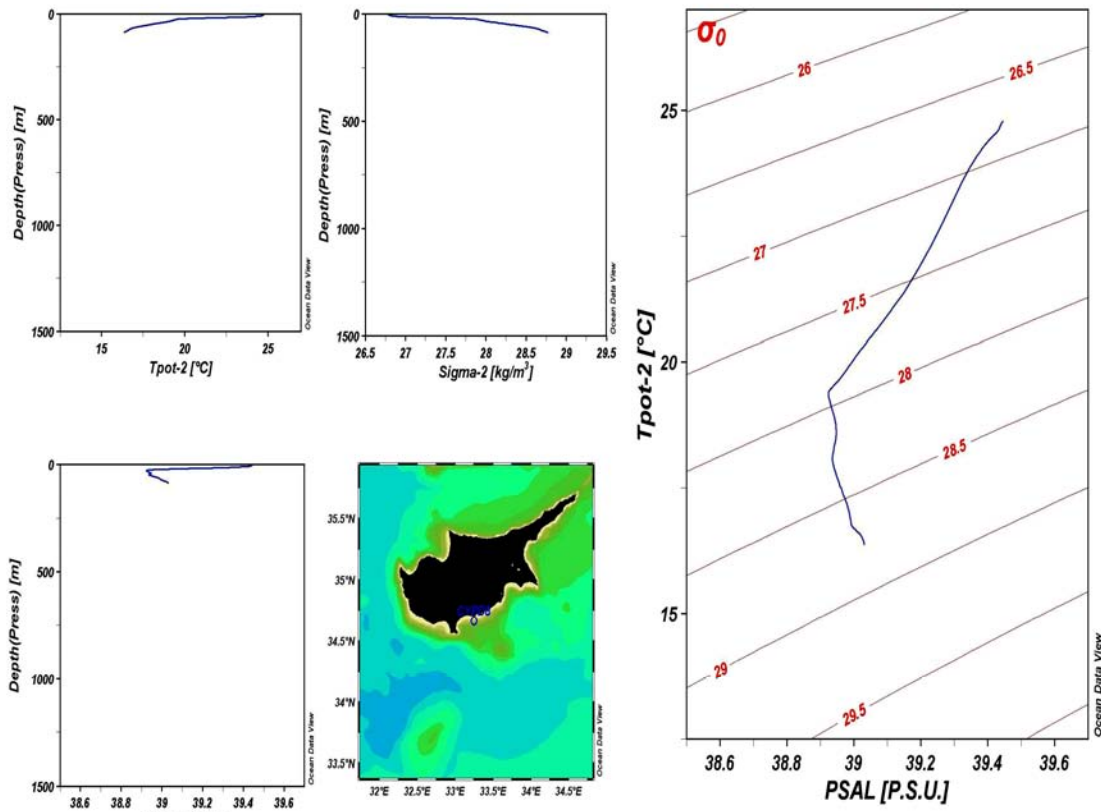 0
500
1000
1500
Depth(Press) [m]
15
20
25
Tpot-2 [°C]
Ocean Data View
0
500
1000
1500
Depth(Press) [m]
26.5
27
27.5
28
28.5
29
29.5
Sigma-2 [kg/m³]
Ocean Data View
σ₀
26
26.5
27
27.5
28
28.5
29
29.5
25
20
15
Tpot-2 [°C]
38.6
38.8
39
39.2
39.4
39.6
PSAL [P.S.U.]
Ocean Data View
0
500
1000
1500
Depth(Press) [m]
38.6
38.8
39
39.2
39.4
39.6
Ocean Data View
35.5°N
35°N
34.5°N
34°N
33.5°N
32°E
32.5°E
33°E
33.5°E
34°E
34.5°E
Ocean Data View